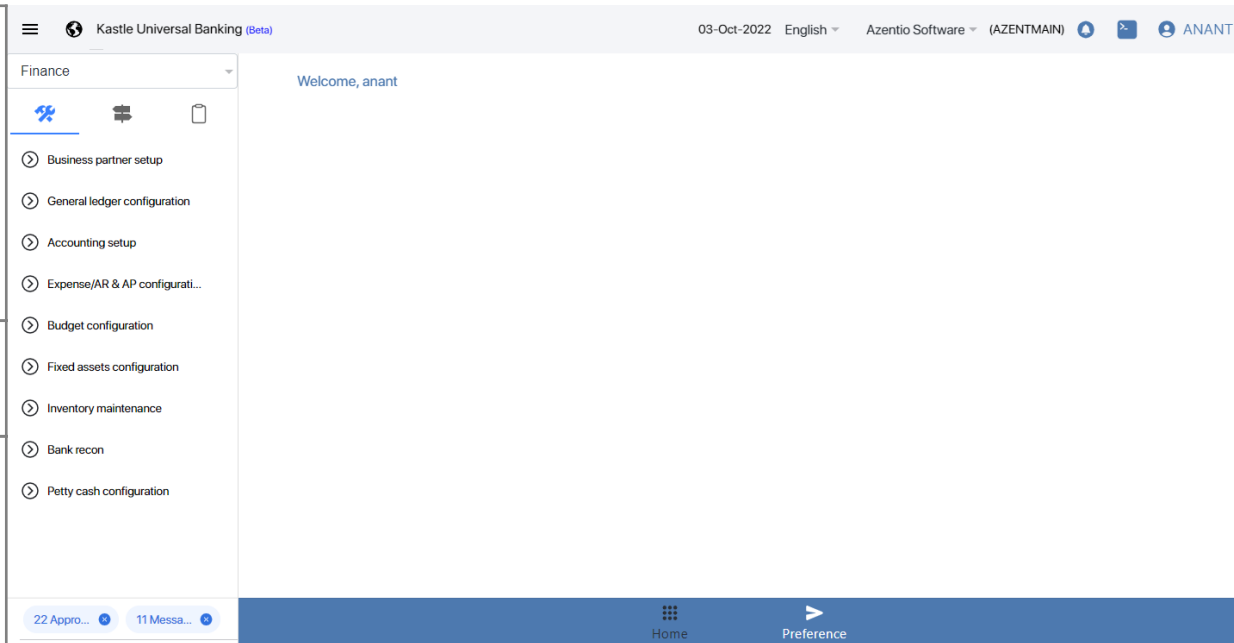 Kastle Universal Banking (Beta)
03-Oct-2022 English Azentio Software (AZENTMAIN) ANANT
Finance
Welcome, anant
Business partner setup
General ledger configuration
Accounting setup
Expense/AR & AP configurati...
Budget configuration
Fixed assets configuration
Inventory maintenance
Bank recon
Petty cash configuration
22 Appro... 11 Messa...
Home Preference